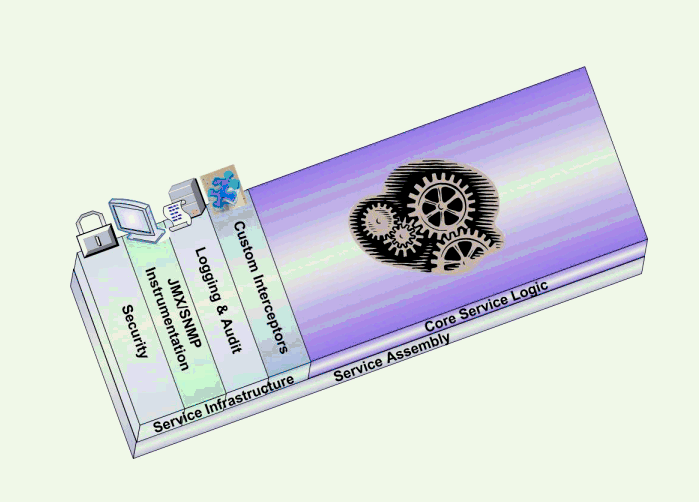 Security
JMX/SNMP
Instrumentation
Logging & Audit
Custom Interceptors
Service Infrastructure
Core Service Logic
Service Assembly